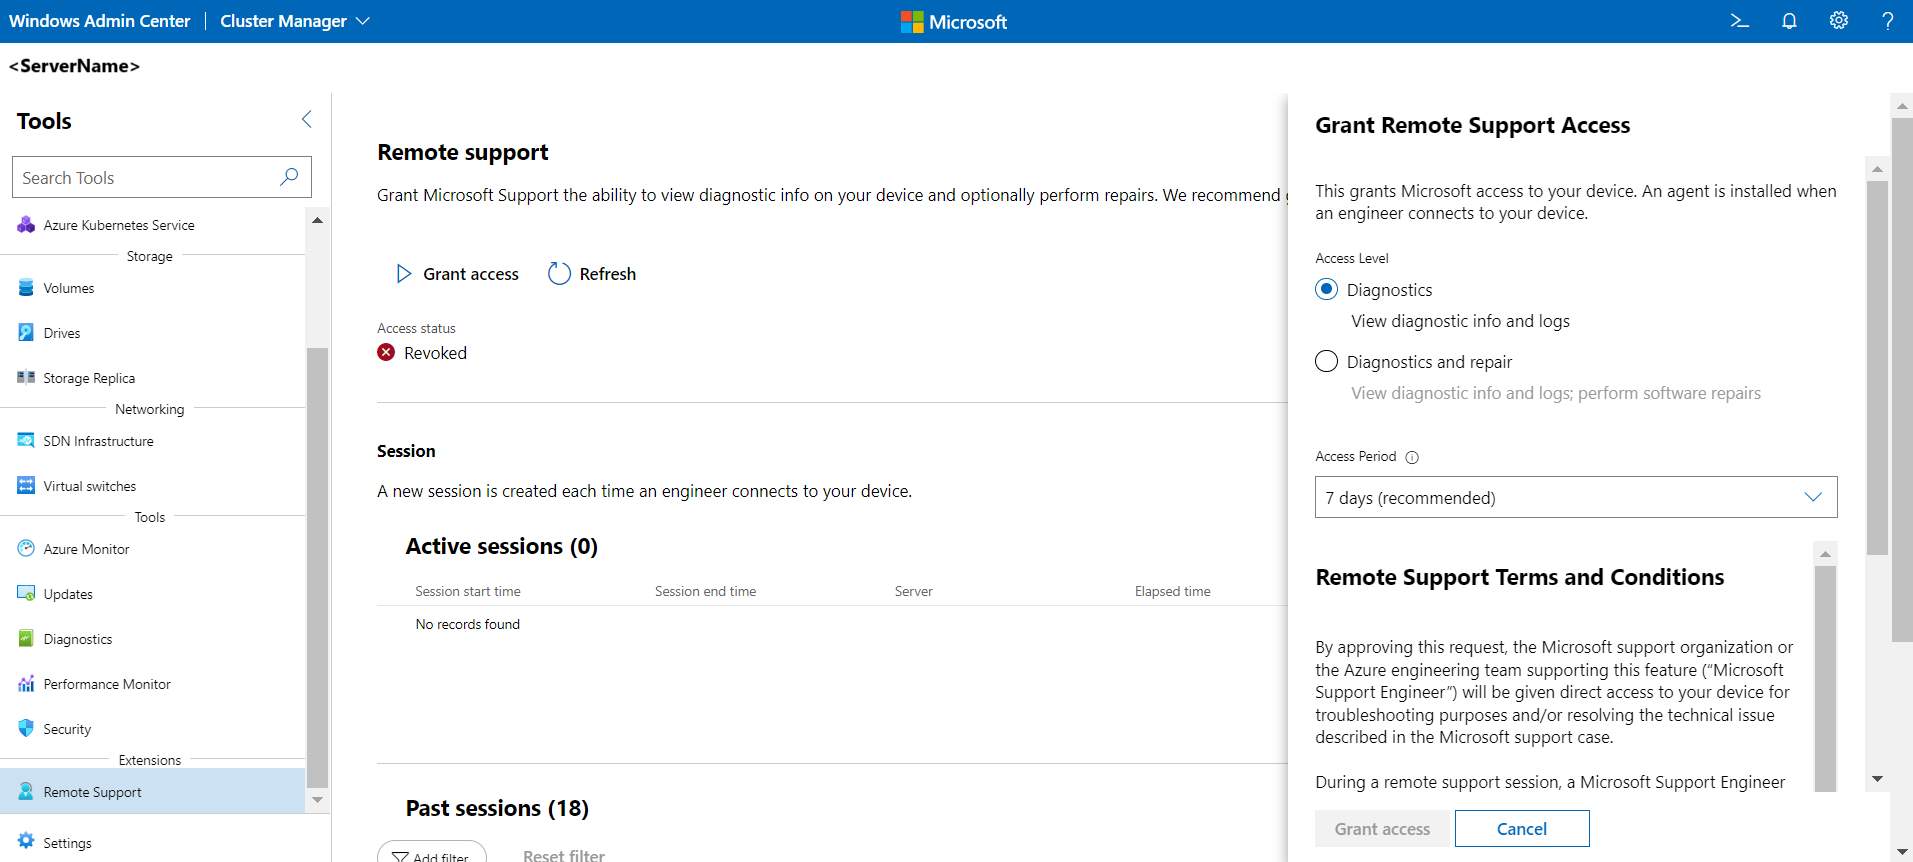 Windows Admin Center
Cluster Manager
Microsoft
<ServerName>
Tools
Search Tools
Azure Kubernetes Service
Storage
Volumes
Drives
Storage Replica
Networking
SDN Infrastructure
Virtual switches
Tools
Azure Monitor
Updates
Diagnostics
Performance Monitor
Security
Extensions
Remote Support
Settings
Remote support
Grant Microsoft Support the ability to view diagnostic info on your device and optionally perform repairs. We recommend
Grant access
Refresh
Access status
Revoked
Session
A new session is created each time an engineer connects to your device.
Active sessions (0)
Session start time
Session end time
Server
Elapsed time
No records found
Past sessions (18)
Add filter
Reset filter
Grant Remote Support Access
This grants Microsoft access to your device. An agent is installed when
an engineer connects to your device.
Access Level
Diagnostics
View diagnostic info and logs
Diagnostics and repair
View diagnostic info and logs; perform software repairs
Access Period
7 days (recommended)
Remote Support Terms and Conditions
By approving this request, the Microsoft support organization or
the Azure engineering team supporting this feature (“Microsoft
Support Engineer”) will be given direct access to your device for
troubleshooting purposes and/or resolving the technical issue
described in the Microsoft support case.
During a remote support session, a Microsoft Support Engineer
Grant access
Cancel